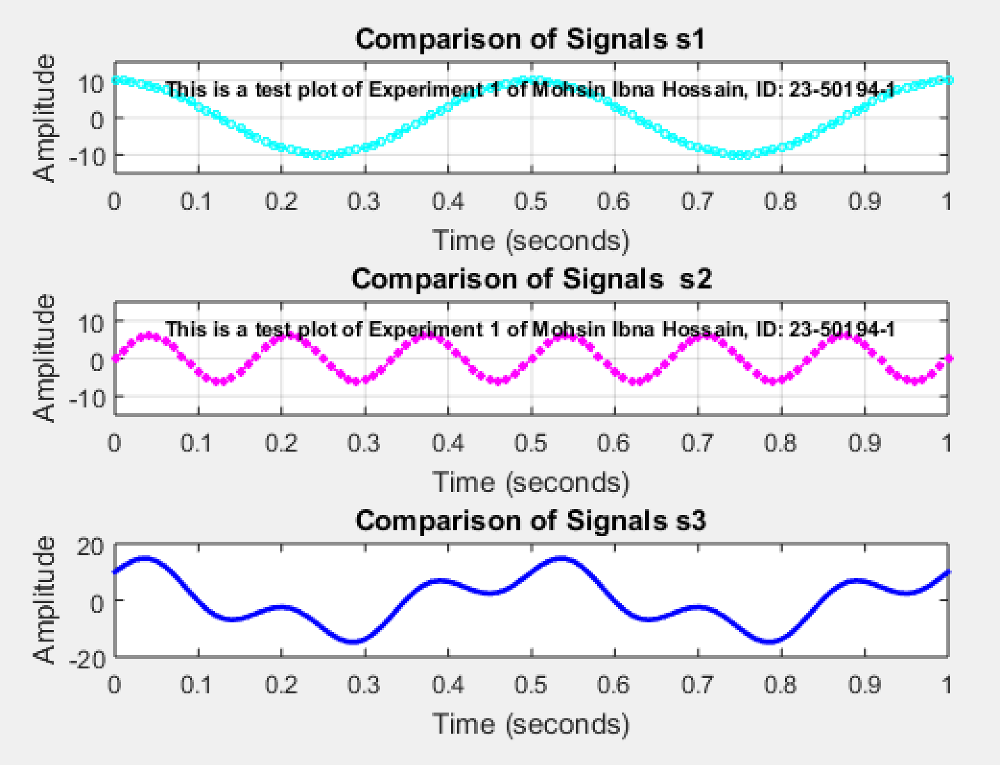 Comparison of Signals s1
Amplitude
10
0
-10
This is a test plot of Experiment 1 of Mohsin Ibna Hossain, ID: 23-50194-1
0 0.1 0.2 0.3 0.4 0.5 0.6 0.7 0.8 0.9 1
Time (seconds)
Comparison of Signals  s2
Amplitude
10
0
-10
This is a test plot of Experiment 1 of Mohsin Ibna Hossain, ID: 23-50194-1
0 0.1 0.2 0.3 0.4 0.5 0.6 0.7 0.8 0.9 1
Time (seconds)
Comparison of Signals s3
Amplitude
20
0
-20
0 0.1 0.2 0.3 0.4 0.5 0.6 0.7 0.8 0.9 1
Time (seconds)